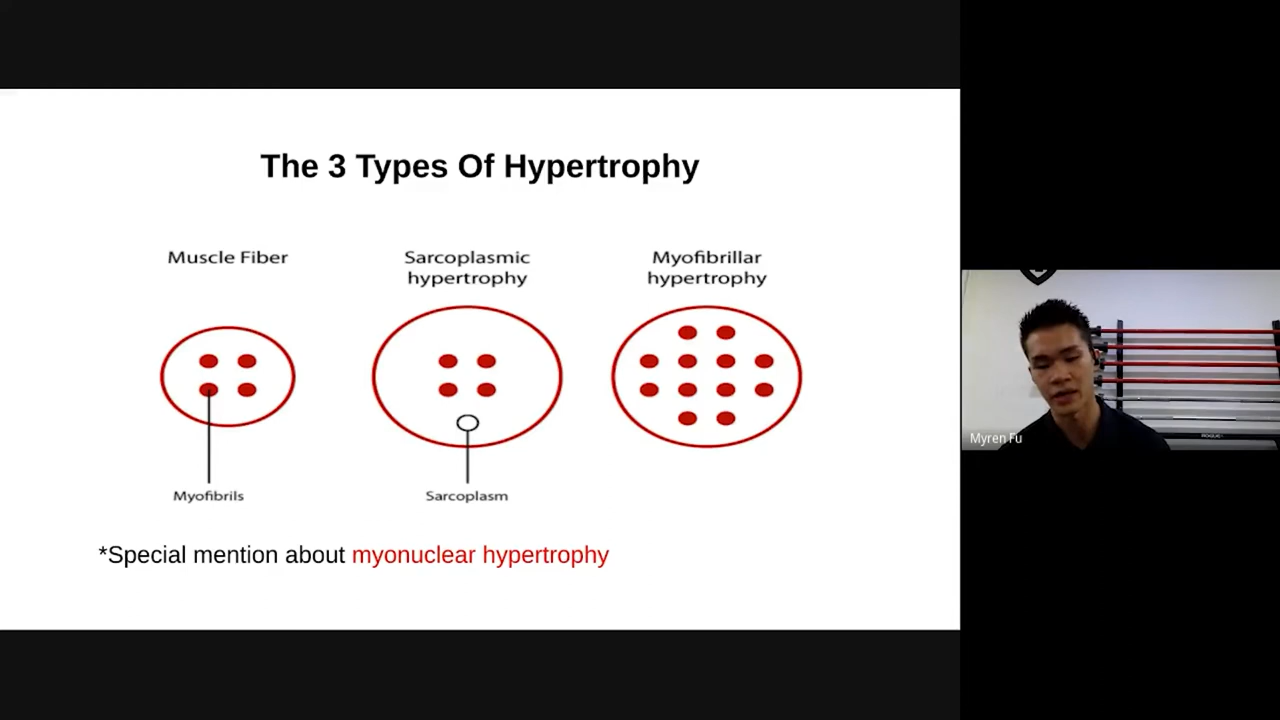 The 3 Types Of Hypertrophy
Muscle Fiber
Sarcoplasmic
hypertrophy
Myofibrillar
hypertrophy
Myofibrils
Sarcoplasm
*Special mention about myonuclear hypertrophy
Myren Fu
ROGUE